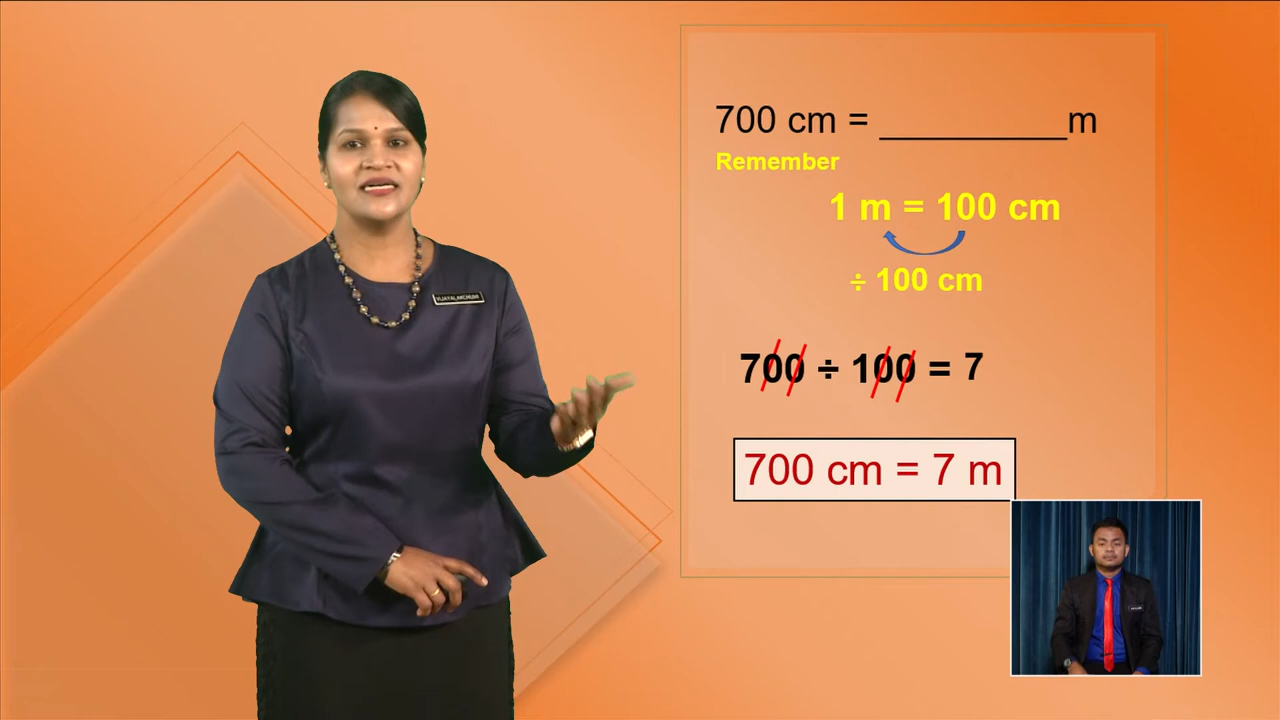 700 cm = __________m
Remember
1 m = 100 cm
÷ 100 cm
700 ÷ 100 = 7
700 cm = 7 m